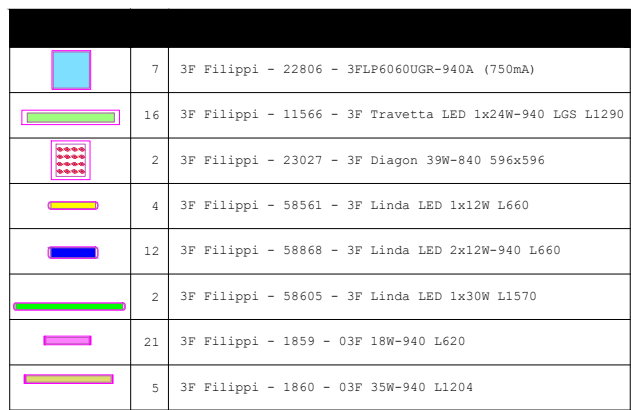 7 3F Filippi - 22806 - 3FLP6060UGR-940A (750mA)
16 3F Filippi - 11566 - 3F Travetta LED 1x24W-940 LGS L1290
2 3F Filippi - 23027 - 3F Diagon 39W-840 596x596
4 3F Filippi - 58561 - 3F Linda LED 1x12W L660
12 3F Filippi - 58868 - 3F Linda LED 2x12W-940 L660
2 3F Filippi - 58605 - 3F Linda LED 1x30W L1570
21 3F Filippi - 1859 - 03F 18W-940 L620
5 3F Filippi - 1860 - 03F 35W-940 L1204